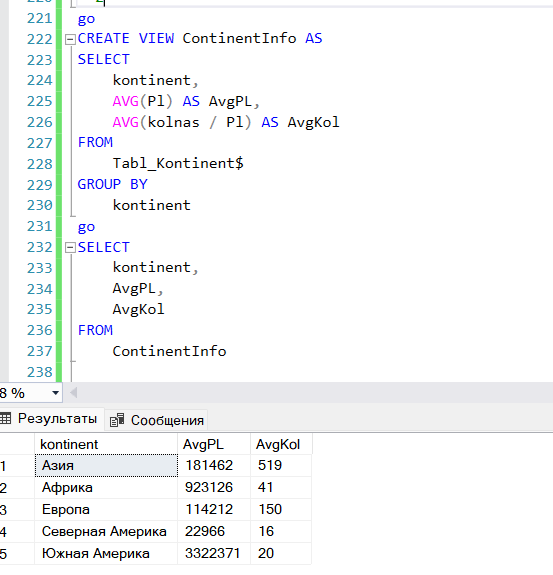 221 go
222 CREATE VIEW ContinentInfo AS
223 SELECT
224 kontinent,
225 AVG(Pl) AS AvgPL,
226 AVG(kolnas / Pl) AS AvgKol
227 FROM
228 Tabl_Kontinent$
229 GROUP BY
230 kontinent
231 go
232 SELECT
233 kontinent,
234 AvgPL,
235 AvgKol
236 FROM
237 ContinentInfo
238
8 %
Результаты Сообщения
kontinent AvgPL AvgKol
1 Азия 181462 519
2 Африка 923126 41
3 Европа 114212 150
4 Северная Америка 22966 16
5 Южная Америка 3322371 20